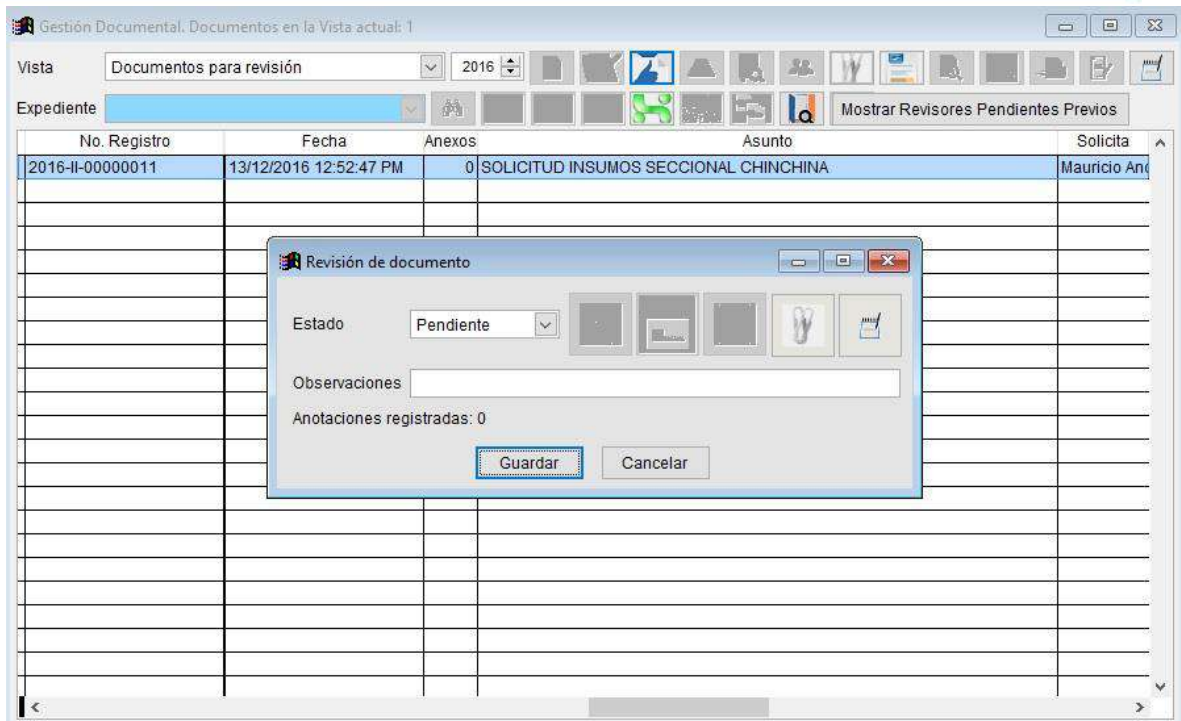 Gestión Documental. Documentos en la Vista actual: 1
Vista Documentos para revisión 2016
Expediente Mostrar Revisores Pendientes Previos
No. Registro Fecha Anexos Asunto Solicita
2016-II-00000011 13/12/2016 12:52:47 PM 0 SOLICITUD INSUMOS SECCIONAL CHINCHINA Mauricio And
Revisión de documento
Estado Pendiente
Observaciones
Anotaciones registradas: 0
Guardar Cancelar